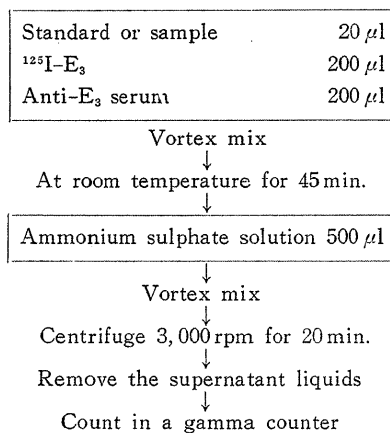 Standard or sample 20 μl
¹²⁵I-E₃ 200 μl
Anti-E₃ serum 200 μl
Vortex mix
↓
At room temperature for 45 min.
↓
Ammonium sulphate solution 500 μl
↓
Vortex mix
↓
Centrifuge 3,000 rpm for 20 min.
↓
Remove the supernatant liquids
↓
Count in a gamma counter